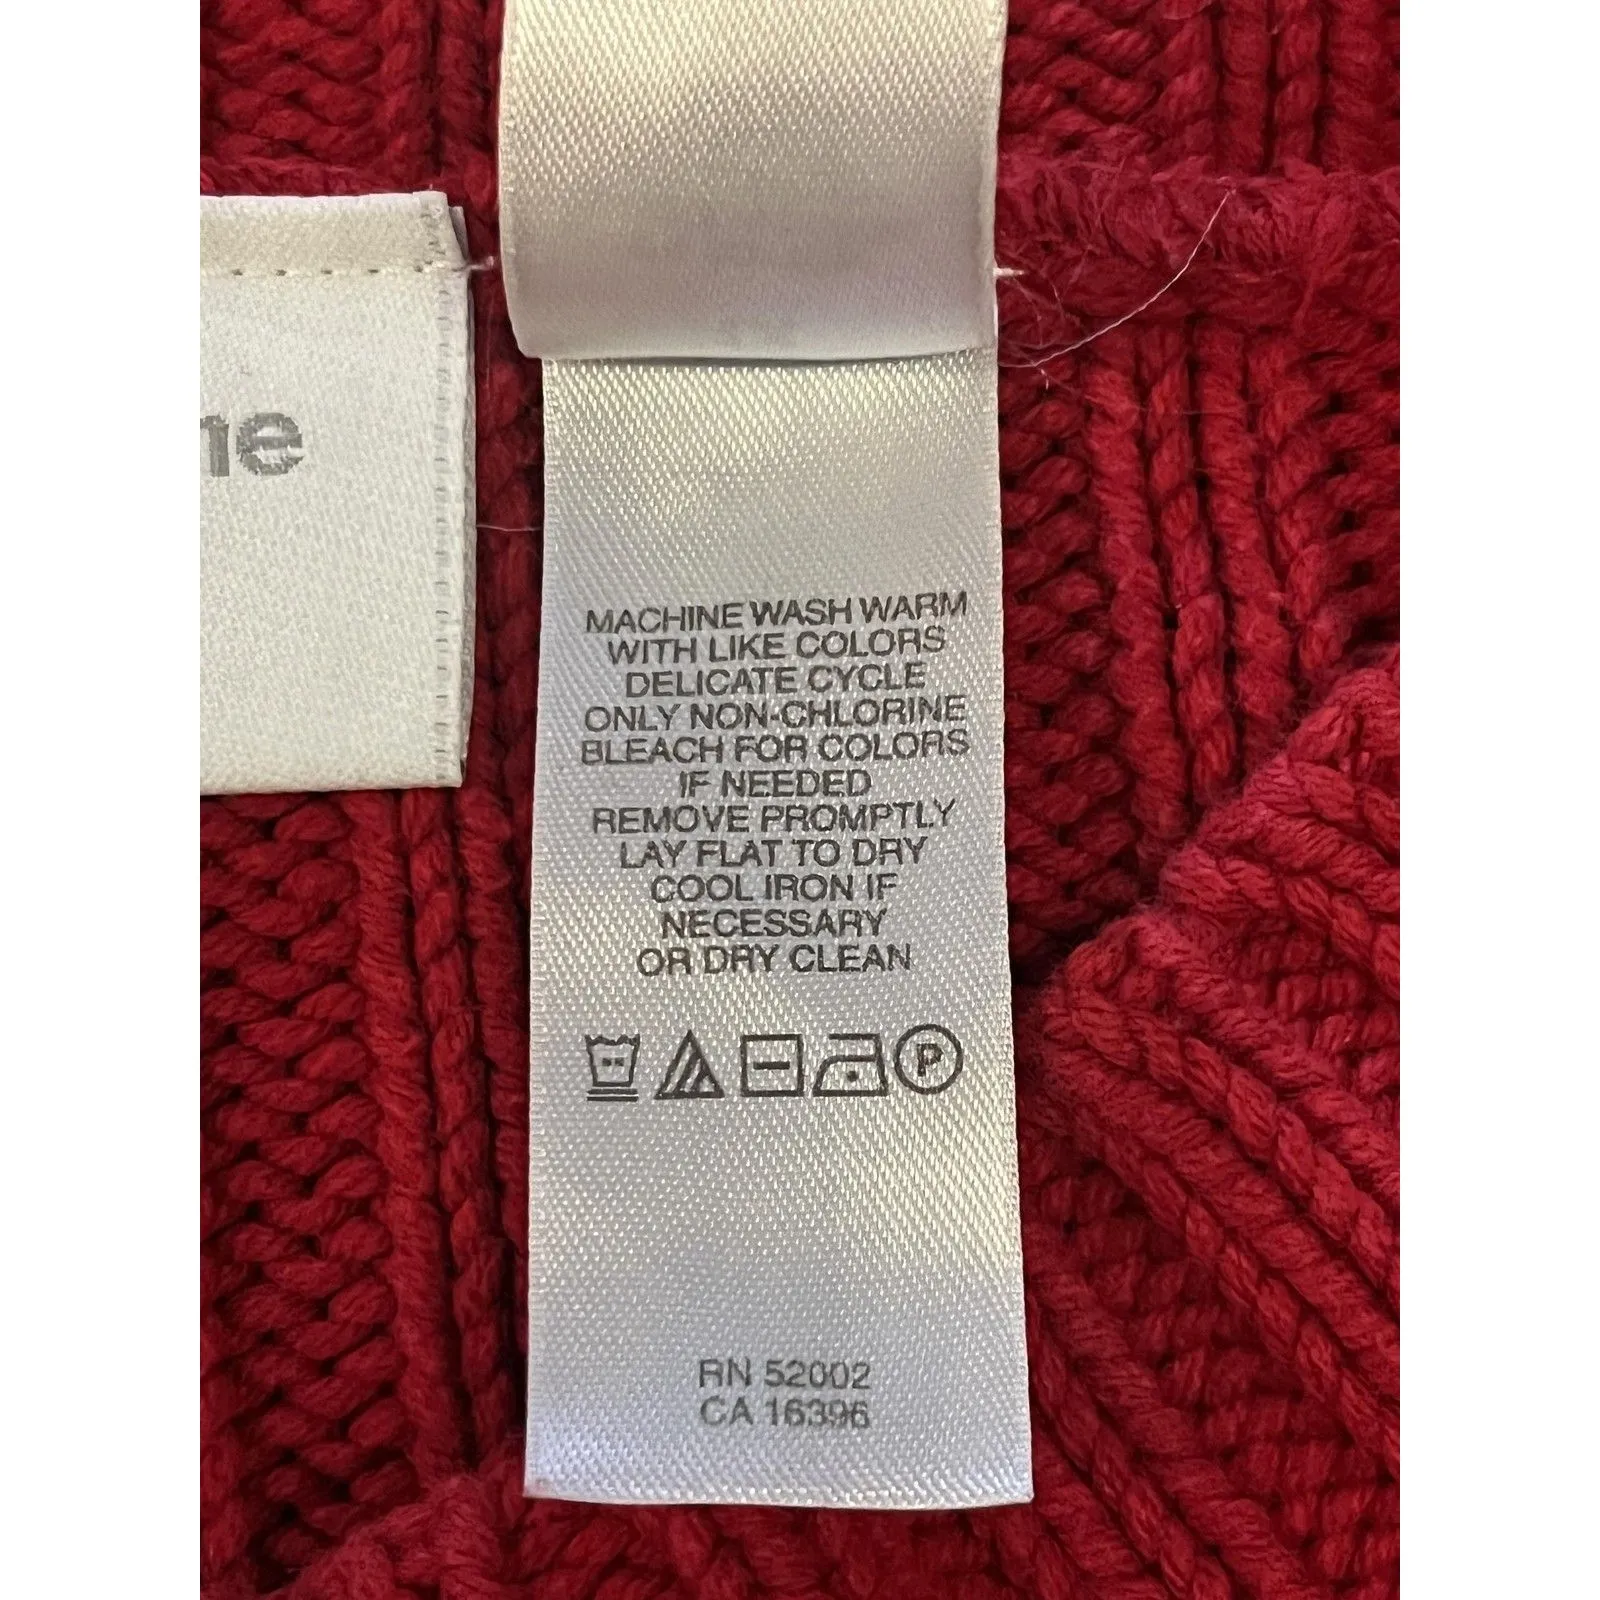 ne
MACHINE WASH WARM
WITH LIKE COLORS
DELICATE CYCLE
ONLY NON-CHLORINE
BLEACH FOR COLORS
IF NEEDED
REMOVE PROMPTLY
LAY FLAT TO DRY
COOL IRON IF
NECESSARY
OR DRY CLEAN
P
RN 52002
CA 16396